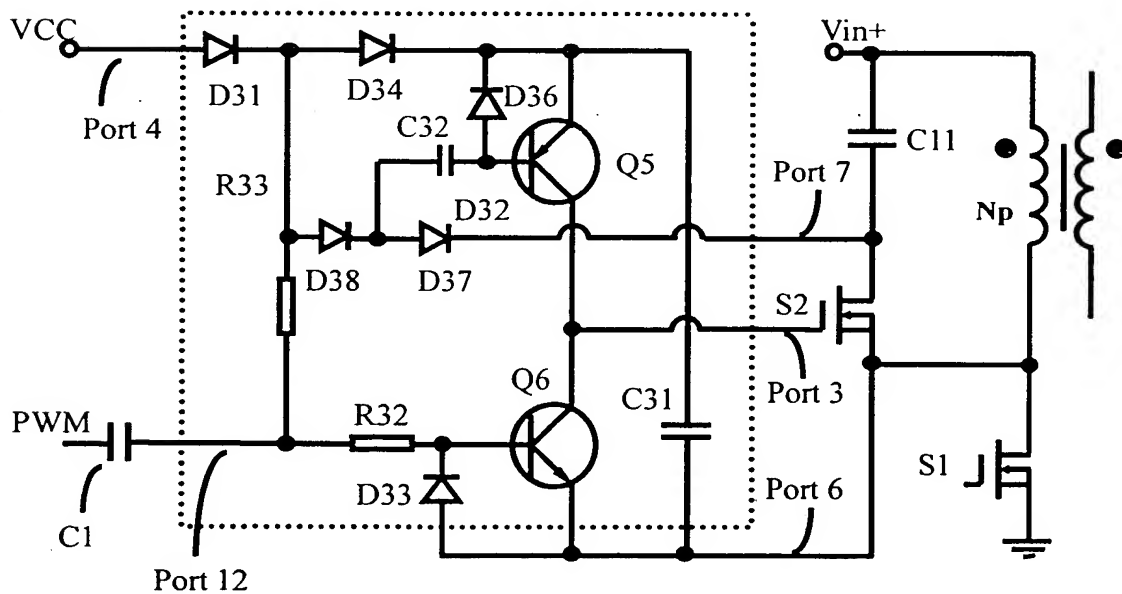 VCC
Vin+
D31
D34
D36
Port 4
C32
Q5
C11
Port 7
R33
D32
Np
D38
D37
S2
Q6
Port 3
C31
PWM
R32
S1
D33
Port 6
C1
Port 12